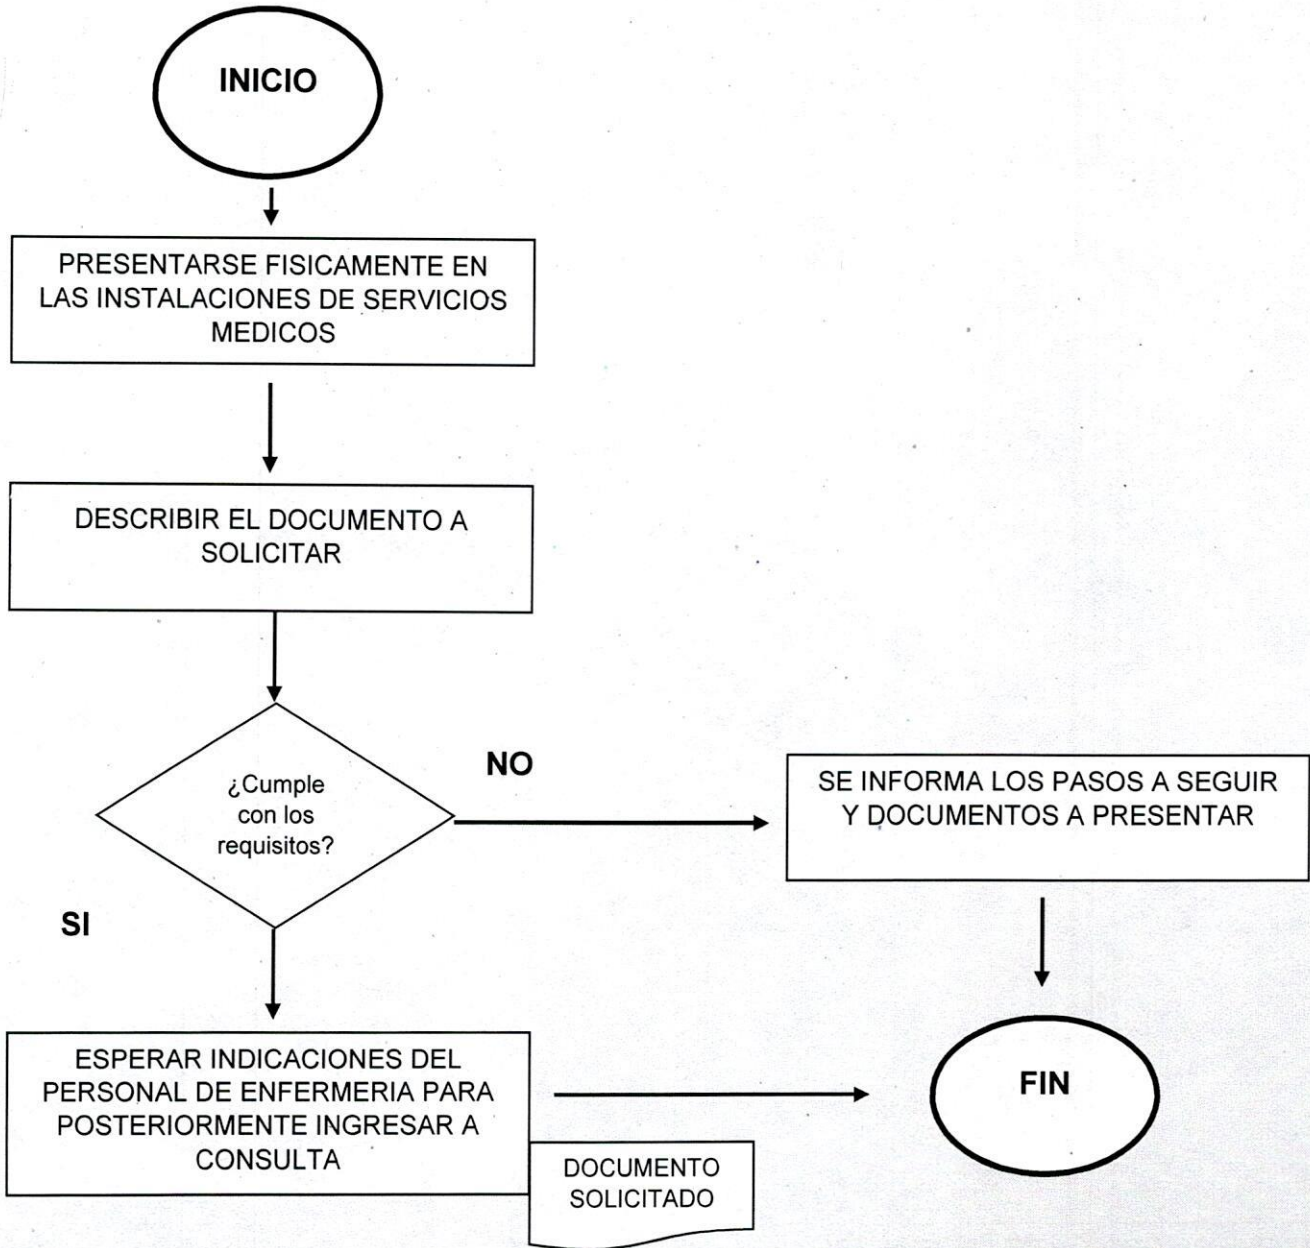 INICIO
PRESENTARSE FISICAMENTE EN
LAS INSTALACIONES DE SERVICIOS
MEDICOS
DESCRIBIR EL DOCUMENTO A
SOLICITAR
¿Cumple
con los
requisitos?
NO
SE INFORMA LOS PASOS A SEGUIR
Y DOCUMENTOS A PRESENTAR
SI
ESPERAR INDICACIONES DEL
PERSONAL DE ENFERMERIA PARA
POSTERIORMENTE INGRESAR A
CONSULTA
DOCUMENTO
SOLICITADO
FIN